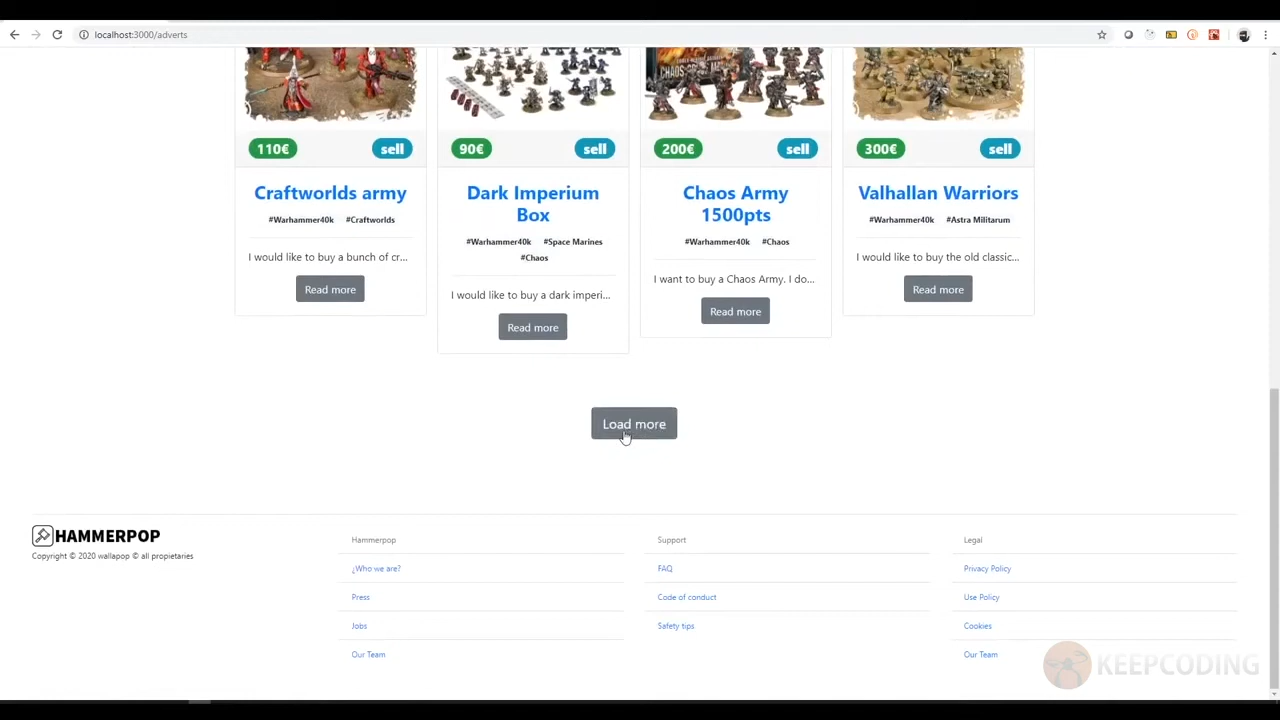 localhost:3000/adverts
CHAOS
110€ sell
90€ sell
200€ sell
300€ sell
Craftworlds army
#Warhammer40k #Craftworlds
I would like to buy a bunch of cr...
Read more
Dark Imperium
Box
#Warhammer40k #Space Marines
#Chaos
I would like to buy a dark imperi...
Read more
Chaos Army
1500pts
#Warhammer40k #Chaos
I want to buy a Chaos Army. I do...
Read more
Valhallan Warriors
#Warhammer40k #Astra Militarum
I would like to buy the old classic...
Read more
Load more
HAMMERPOP
Copyright © 2020 wallapop © all propietaries
Hammerpop
¿Who we are?
Press
Jobs
Our Team
Support
FAQ
Code of conduct
Safety tips
Legal
Privacy Policy
Use Policy
Cookies
Our Team
KEEPCODING